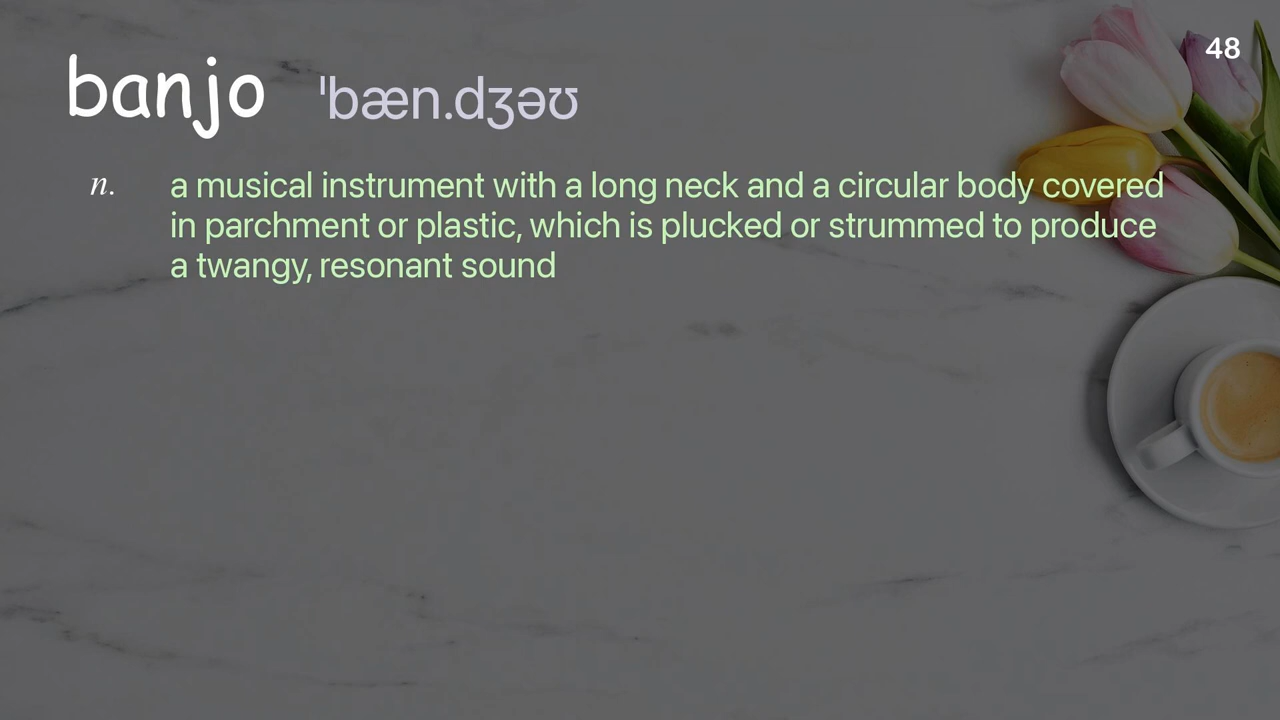 48
banjo ˈbæn.dʒəʊ
n. a musical instrument with a long neck and a circular body covered
in parchment or plastic, which is plucked or strummed to produce
a twangy, resonant sound